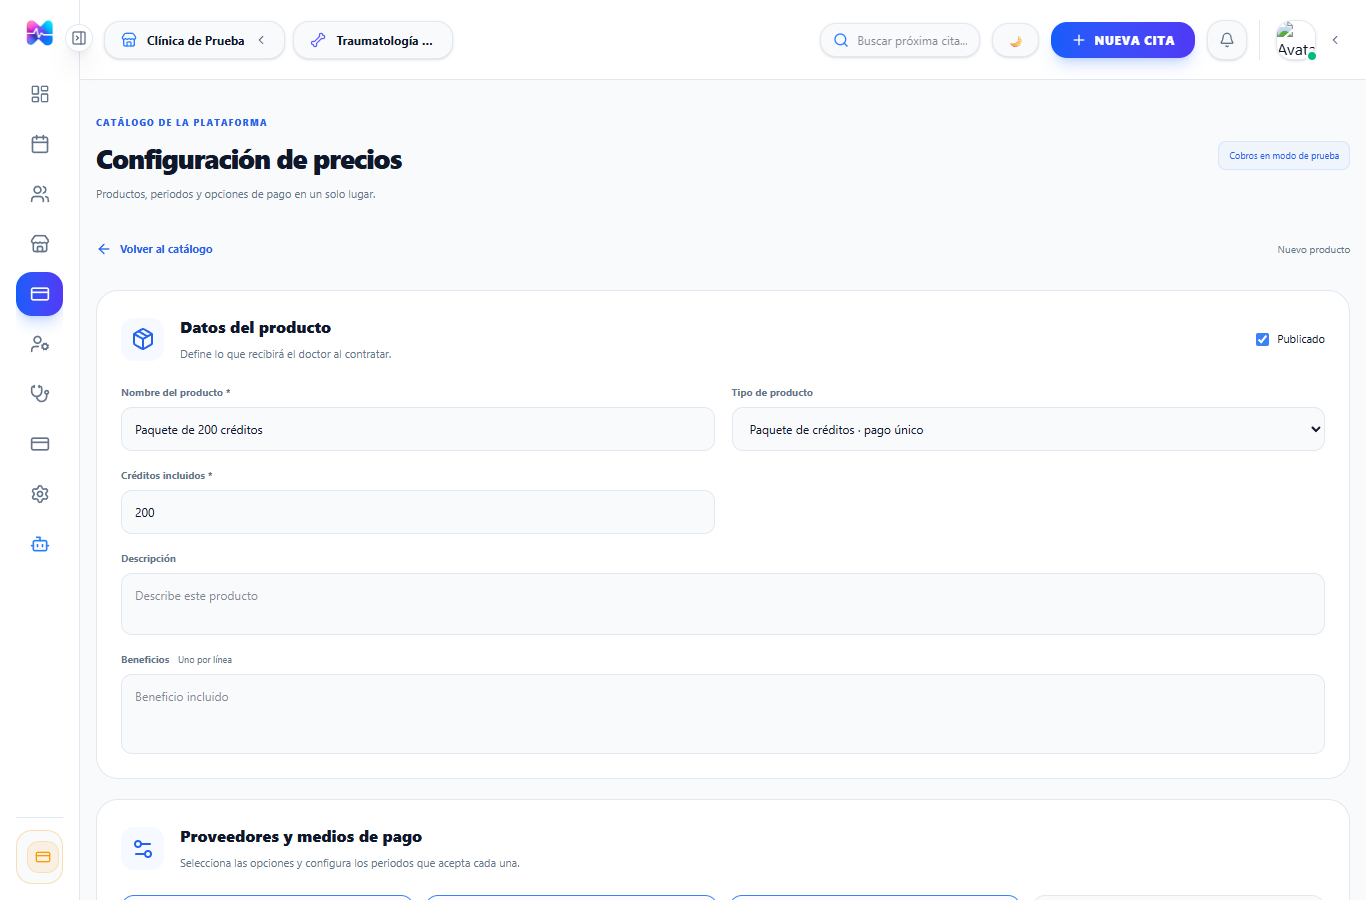 Clínica de Prueba
Traumatología ...
Buscar próxima cita...
NUEVA CITA
Avata
CATÁLOGO DE LA PLATAFORMA
Configuración de precios
Cobros en modo de prueba
Productos, periodos y opciones de pago en un solo lugar.
Volver al catálogo
Nuevo producto
Datos del producto
Define lo que recibirá el doctor al contratar.
Publicado
Nombre del producto *
Tipo de producto
Paquete de 200 créditos
Paquete de créditos · pago único
Créditos incluidos *
200
Descripción
Describe este producto
Beneficios Uno por línea
Beneficio incluido
Proveedores y medios de pago
Selecciona las opciones y configura los periodos que acepta cada una.